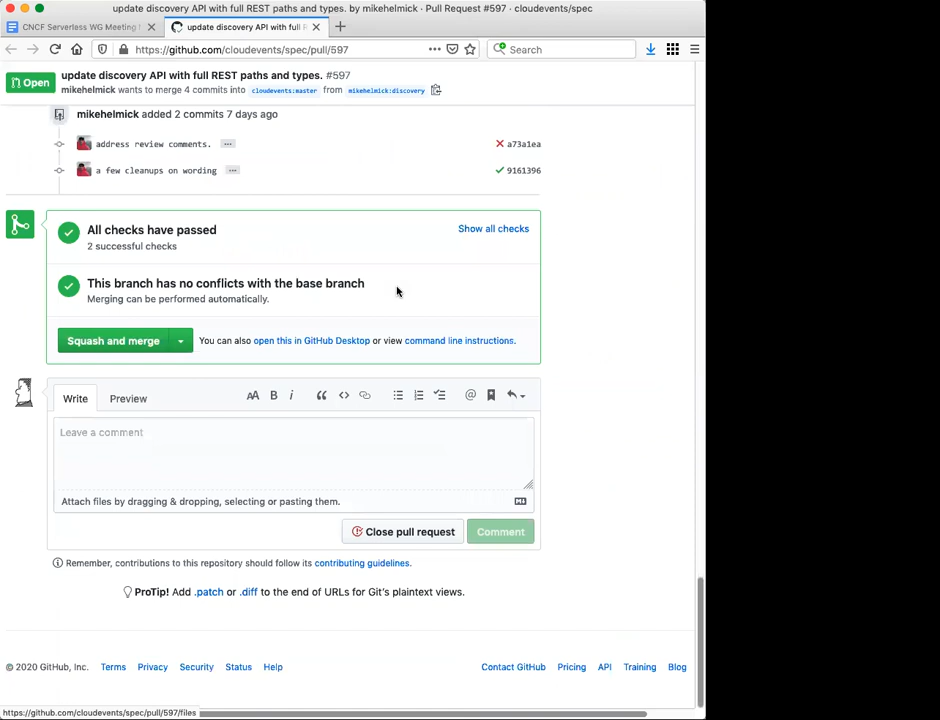 update discovery API with full REST paths and types. by mikehelmick · Pull Request #597 · cloudevents/spec
CNCF Serverless WG Meeting
update discovery API with full F
https://github.com/cloudevents/spec/pull/597
Search
Open
update discovery API with full REST paths and types. #597
mikehelmick wants to merge 4 commits into cloudevents:master from mikehelmick:discovery
mikehelmick added 2 commits 7 days ago
address review comments. a73a1ea
a few cleanups on wording 9161396
All checks have passed
Show all checks
2 successful checks
This branch has no conflicts with the base branch
Merging can be performed automatically.
Squash and merge
You can also open this in GitHub Desktop or view command line instructions.
Write
Preview
AA B i
Leave a comment
Attach files by dragging & dropping, selecting or pasting them.
Close pull request
Comment
Remember, contributions to this repository should follow its contributing guidelines.
ProTip! Add .patch or .diff to the end of URLs for Git's plaintext views.
© 2020 GitHub, Inc. Terms Privacy Security Status Help
Contact GitHub Pricing API Training Blog
https://github.com/cloudevents/spec/pull/597/files